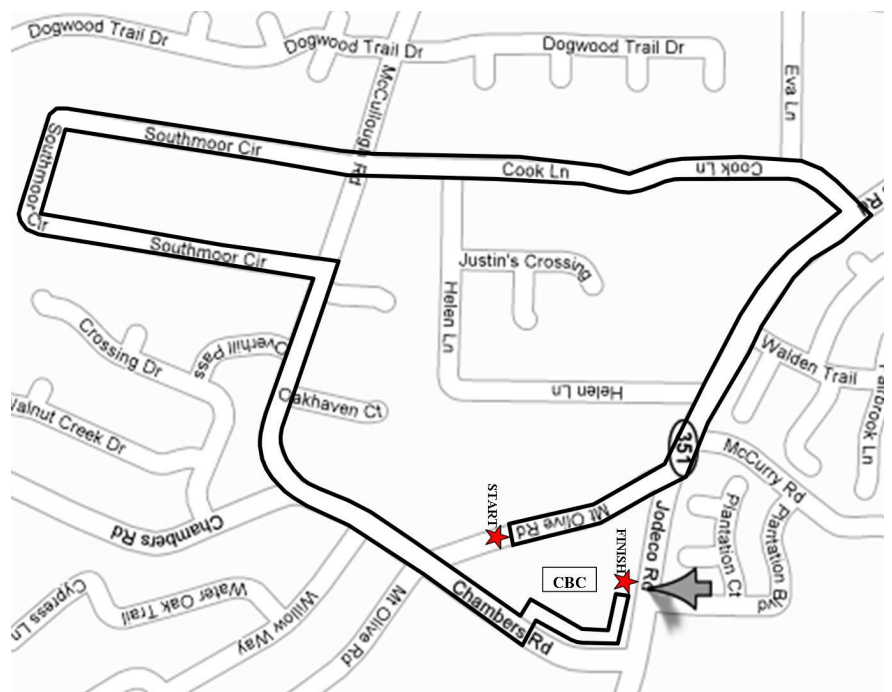 Dogwood Trail Dr
Dogwood Trail Dr
Dogwood Trail Dr
McCullough Rd
Eva Ln
Southmoor Cir
Cook Ln
Cook Ln
Southmoor Cir
Rd
Southmoor Cir
Justin's Crossing
Helen Ln
Crossing Dr
Overhill Pass
Walden Trail
Helen Ln
Oakhaven Ct
Fairbrook Ln
Walnut Creek Dr
351
McCurry Rd
START
Mt Olive Rd
Chambers Rd
FINISH
Jodeco Rd
Plantation Ct
Plantation Blvd
CBC
Chambers Rd
Cypress Ln
Water Oak Trail
Willow Way
Mt Olive Rd